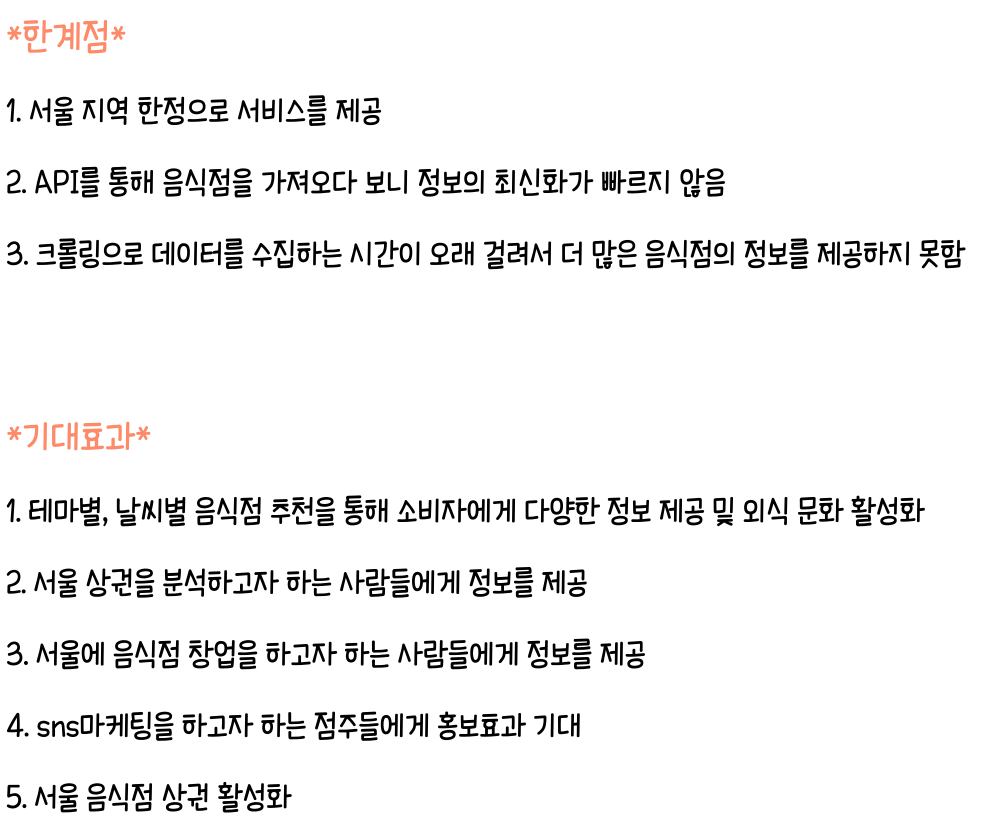 *한계점*
1. 서울 지역 한정으로 서비스를 제공
2. API를 통해 음식점을 가져오다 보니 정보의 최신화가 빠르지 않음
3. 크롤링으로 데이터를 수집하는 시간이 오래 걸려서 더 많은 음식점의 정보를 제공하지 못함
*기대효과*
1. 테마별, 날씨별 음식점 추천을 통해 소비자에게 다양한 정보 제공 및 외식 문화 활성화
2. 서울 상권을 분석하고자 하는 사람들에게 정보를 제공
3. 서울에 음식점 창업을 하고자 하는 사람들에게 정보를 제공
4. sns마케팅을 하고자 하는 점주들에게 홍보효과 기대
5. 서울 음식점 상권 활성화